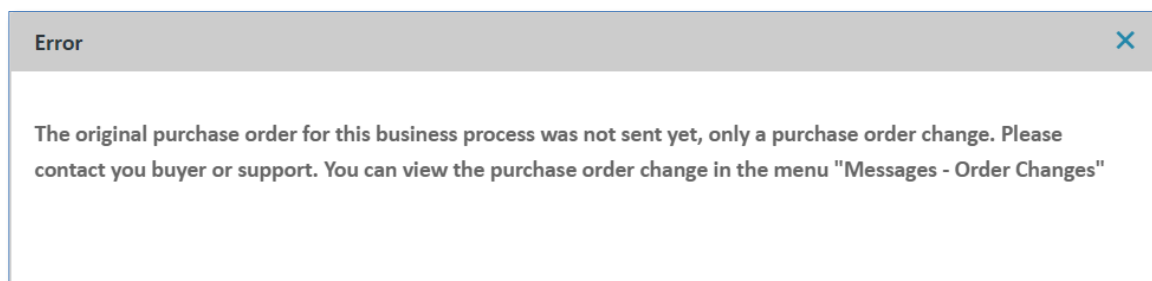 Error
The original purchase order for this business process was not sent yet, only a purchase order change. Please
contact you buyer or support. You can view the purchase order change in the menu "Messages - Order Changes"